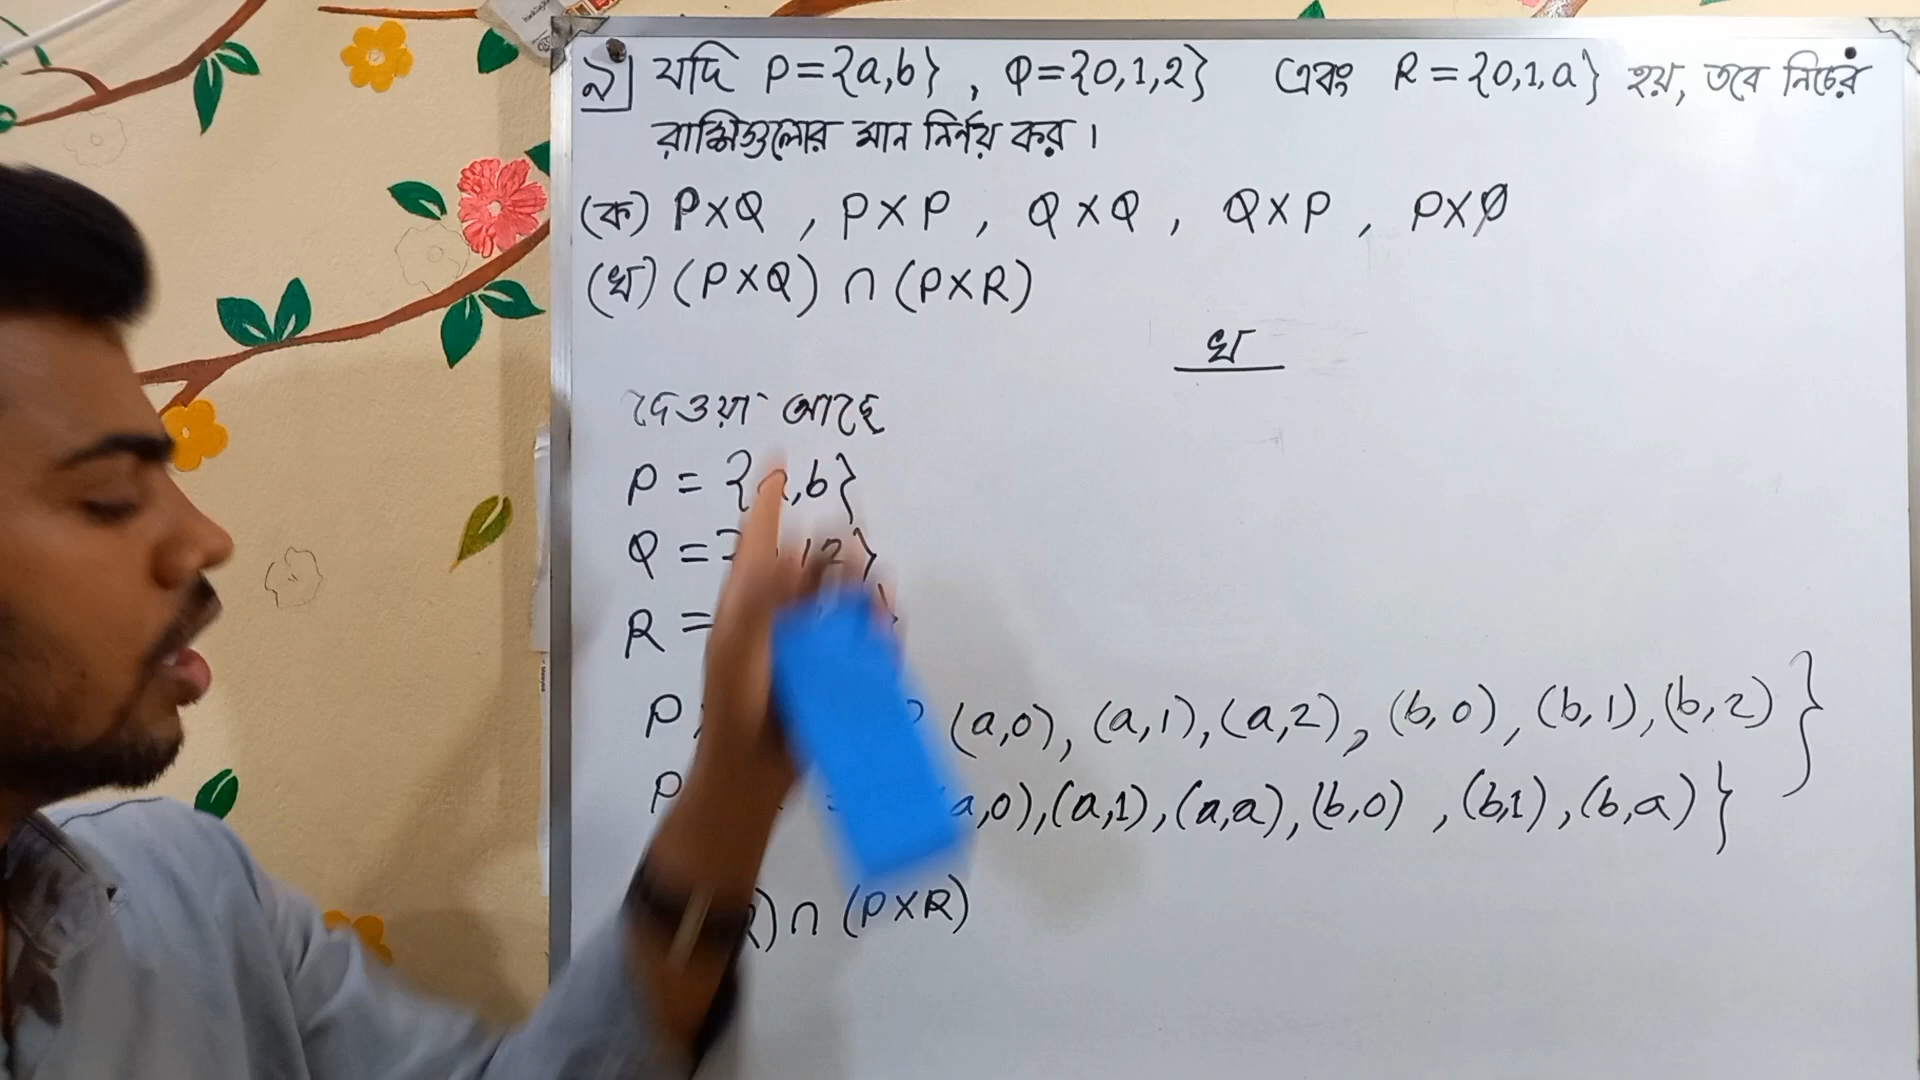 ৯] যদি P={a,b} , Q={0,1,2} এবং R={0,1,a} হয়, তবে নিচের
রাশিগুলোর মান নির্ণয় কর ।
(ক) P×Q , P×P , Q×Q , Q×P , P×∅
(খ) (P×Q) ∩ (P×R)
খ
দেওয়া আছে
P = {a,b}
Q =
R =
P (a,0), (a,1), (a,2), (b,0), (b,1), (b,2) }
P a,0), (a,1), (a,a), (b,0) , (b,1) , (b,a) }
) ∩ (P×R)